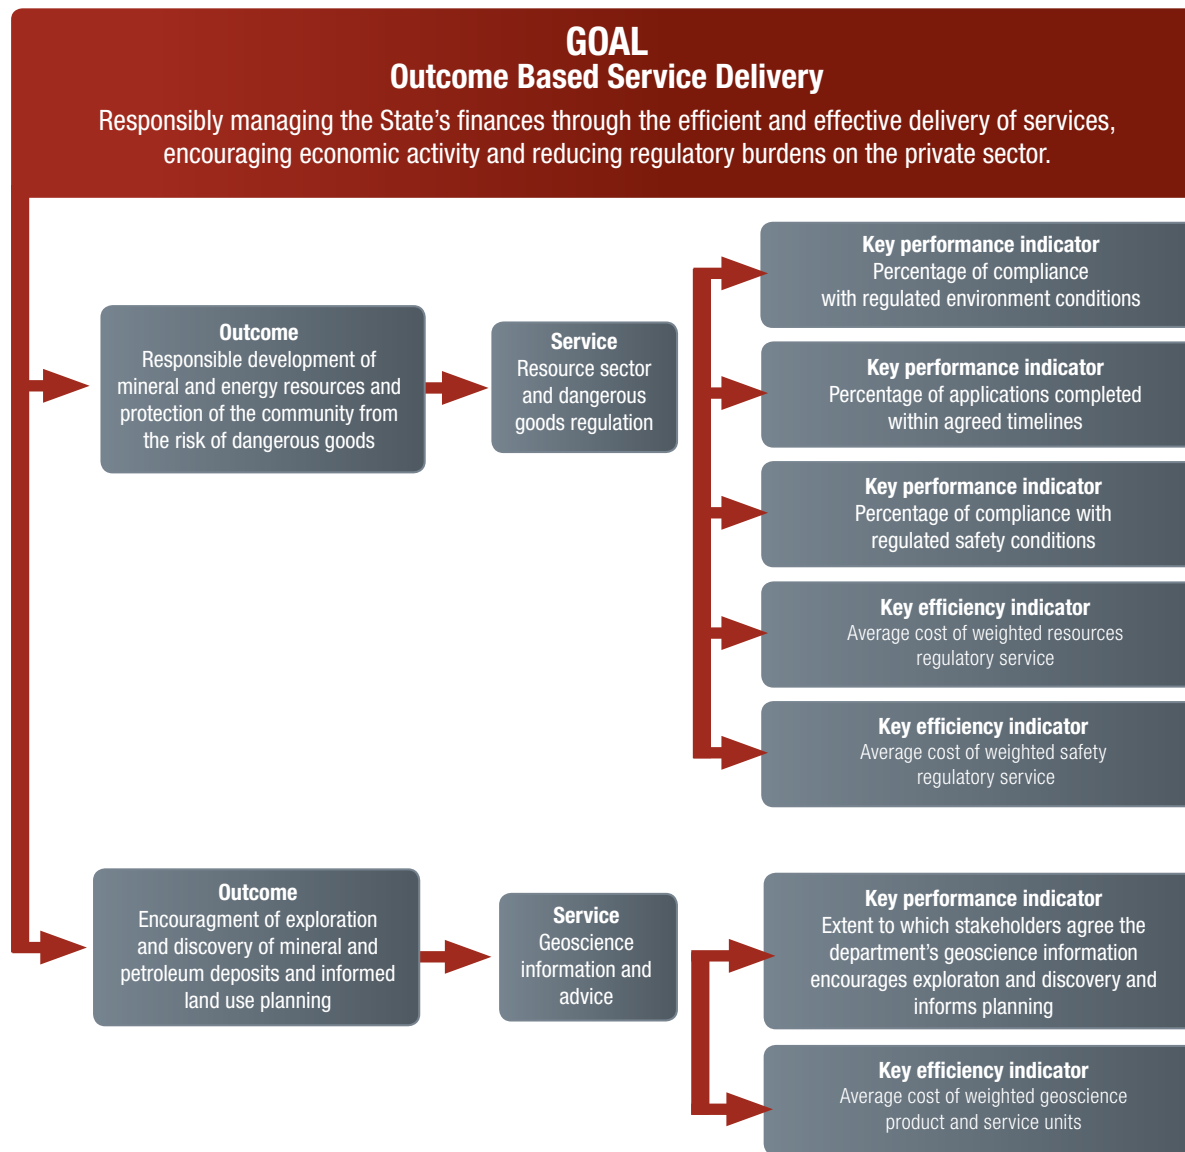 GOAL
Outcome Based Service Delivery
Responsibly managing the State’s finances through the efficient and effective delivery of services,
encouraging economic activity and reducing regulatory burdens on the private sector.
Outcome
Responsible development of
mineral and energy resources and
protection of the community from
the risk of dangerous goods
Service
Resource sector
and dangerous
goods regulation
Key performance indicator
Percentage of compliance
with regulated environment conditions
Key performance indicator
Percentage of applications completed
within agreed timelines
Key performance indicator
Percentage of compliance with
regulated safety conditions
Key efficiency indicator
Average cost of weighted resources
regulatory service
Key efficiency indicator
Average cost of weighted safety
regulatory service
Outcome
Encouragment of exploration
and discovery of mineral and
petroleum deposits and informed
land use planning
Service
Geoscience
information and
advice
Key performance indicator
Extent to which stakeholders agree the
department’s geoscience information
encourages exploraton and discovery and
informs planning
Key efficiency indicator
Average cost of weighted geoscience
product and service units